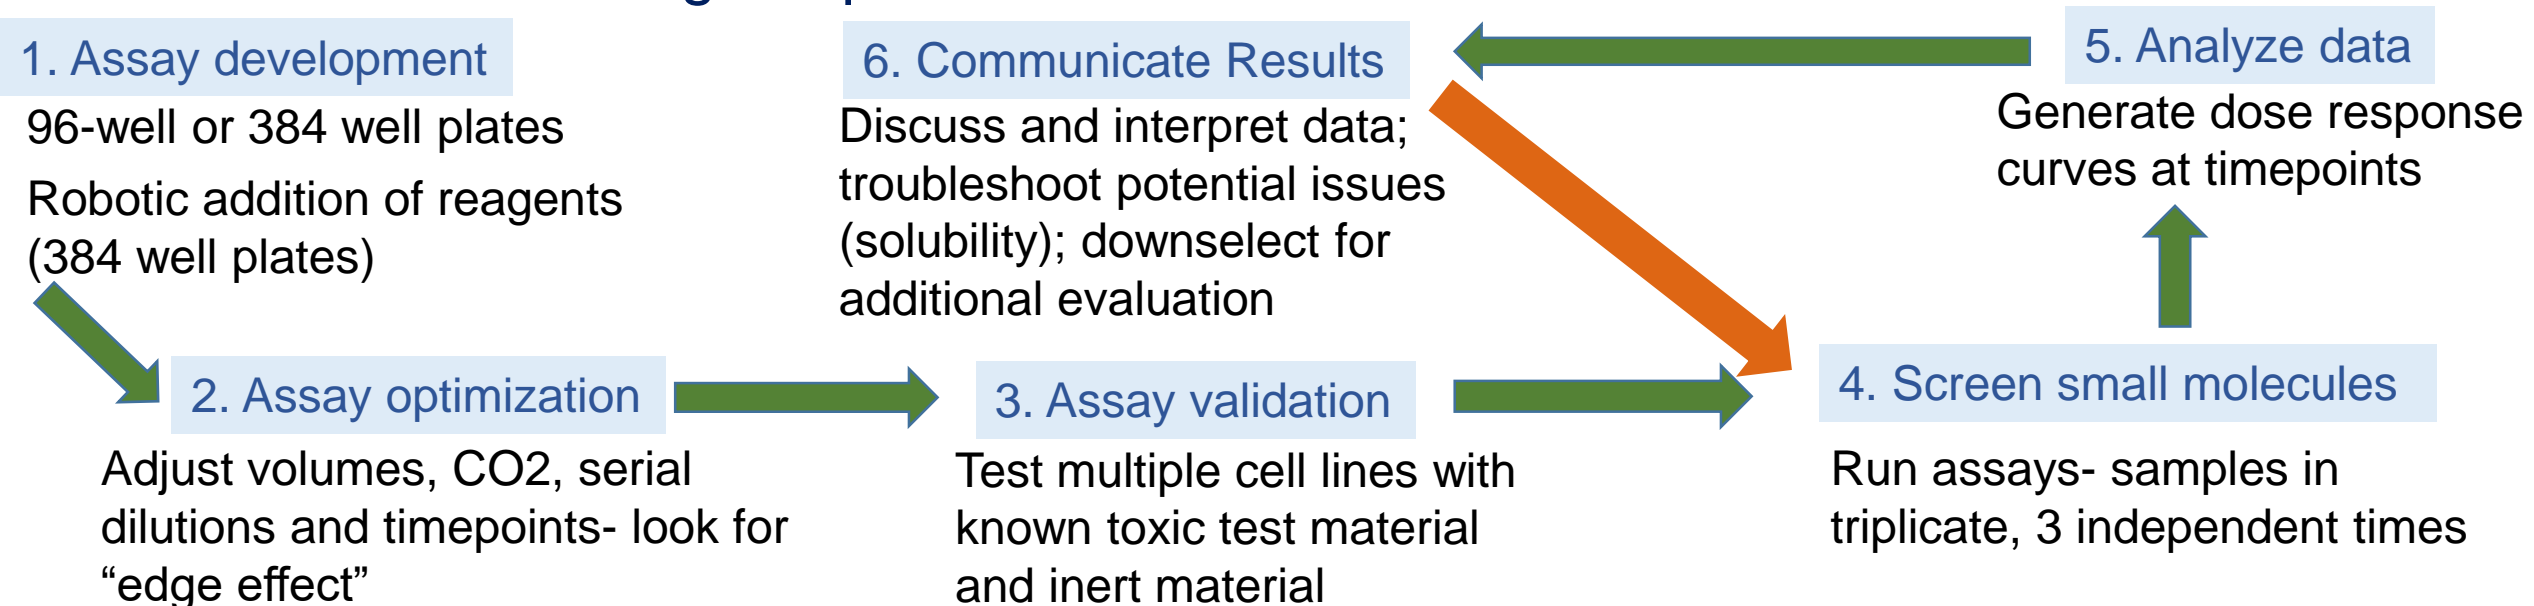 1. Assay development
96-well or 384 well plates
Robotic addition of reagents
(384 well plates)
2. Assay optimization
Adjust volumes, CO2, serial
dilutions and timepoints- look for
“edge effect”
3. Assay validation
Test multiple cell lines with
known toxic test material
and inert material
4. Screen small molecules
Run assays- samples in
triplicate, 3 independent times
5. Analyze data
Generate dose response
curves at timepoints
6. Communicate Results
Discuss and interpret data;
troubleshoot potential issues
(solubility); downselect for
additional evaluation